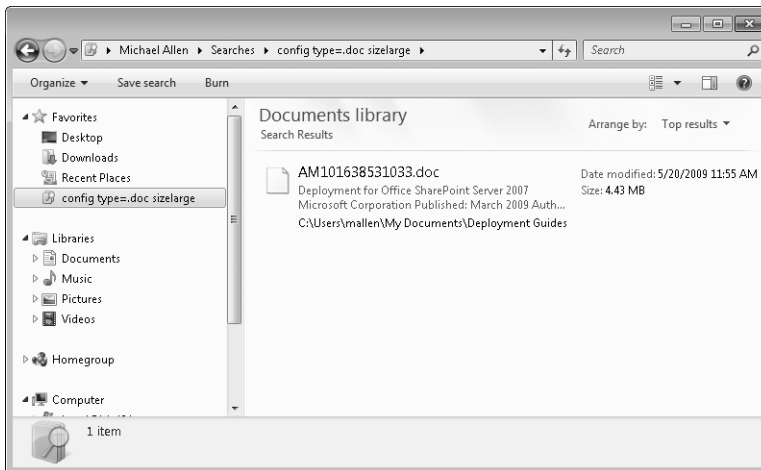 Michael Allen ▸ Searches ▸ config type=.doc sizelarge ▸
Search
Organize
Save search
Burn
Favorites
Desktop
Downloads
Recent Places
config type=.doc sizelarge
Libraries
Documents
Music
Pictures
Videos
Homegroup
Computer
Documents library
Search Results
Arrange by: Top results
AM101638531033.doc
Deployment for Office SharePoint Server 2007
Microsoft Corporation Published: March 2009 Auth...
C:\Users\mallen\My Documents\Deployment Guides
Date modified: 5/20/2009 11:55 AM
Size: 4.43 MB
1 item